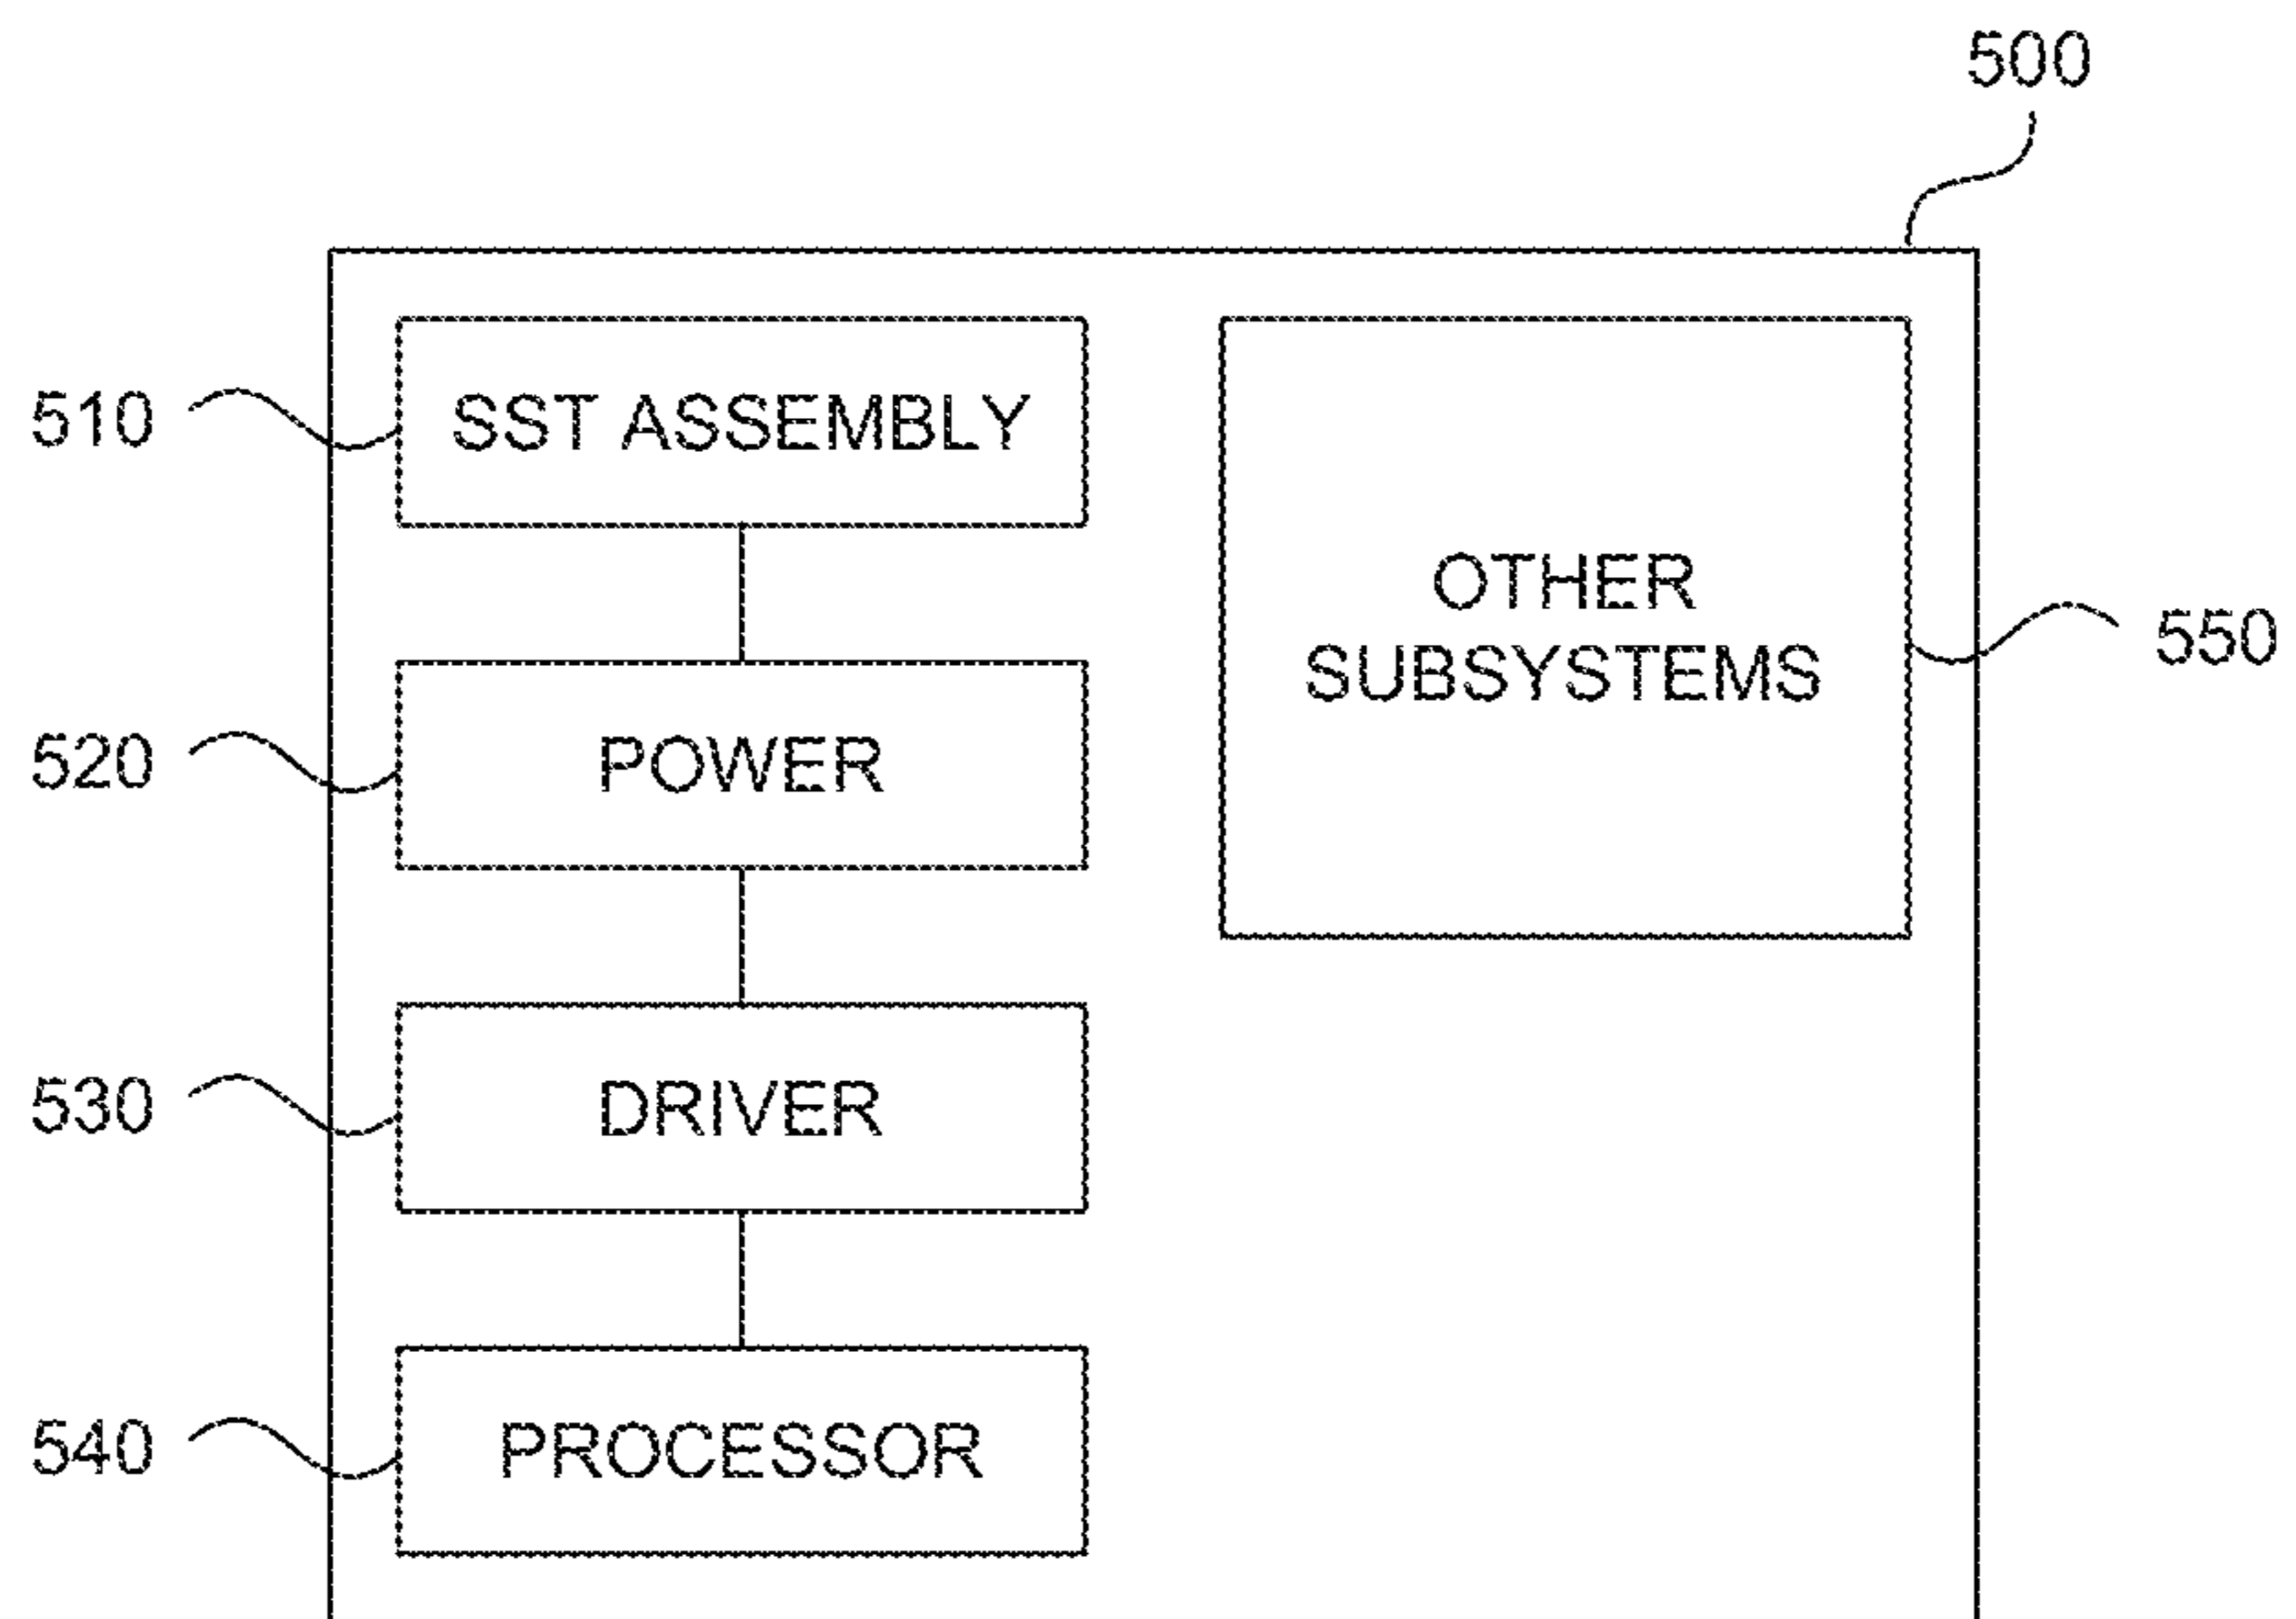 500
510
SST ASSEMBLY
OTHER
SUBSYSTEMS
550
520
POWER
530
DRIVER
540
PROCESSOR